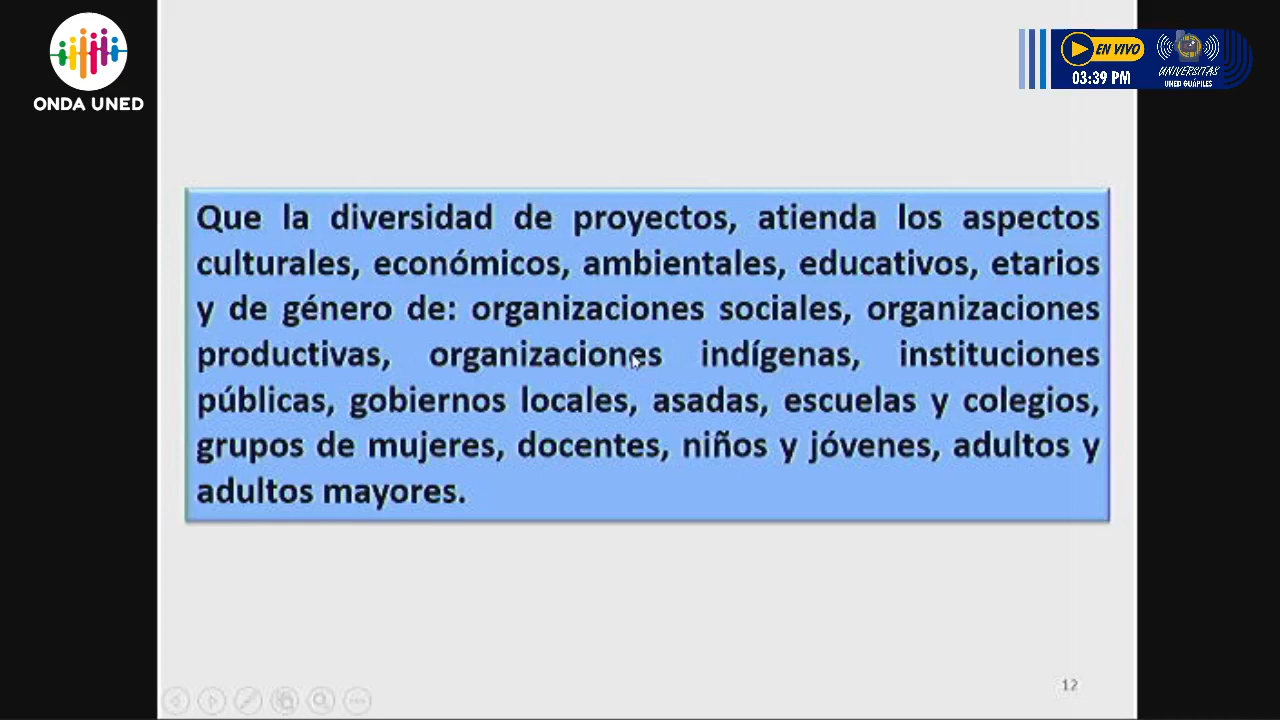 ONDA UNED
EN VIVO
03:39 PM
UNIVERSITAS
UNED GUÁPILES
Que la diversidad de proyectos, atienda los aspectos
culturales, económicos, ambientales, educativos, etarios
y de género de: organizaciones sociales, organizaciones
productivas, organizaciones indígenas, instituciones
públicas, gobiernos locales, asadas, escuelas y colegios,
grupos de mujeres, docentes, niños y jóvenes, adultos y
adultos mayores.
12